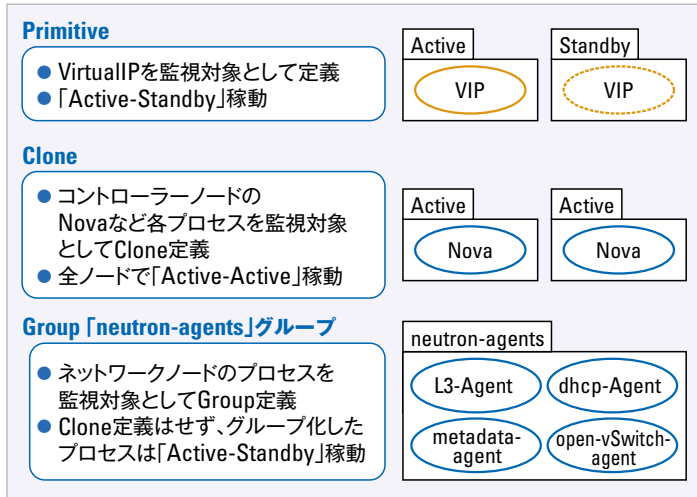 Primitive
● VirtualIPを監視対象として定義
● 「Active-Standby」稼動
Active
VIP
Standby
VIP
Clone
● コントローラーノードの
Novaなど各プロセスを監視対象
としてClone定義
● 全ノードで「Active-Active」稼動
Active
Nova
Active
Nova
Group「neutron-agents」グループ
● ネットワークノードのプロセスを
監視対象としてGroup定義
● Clone定義はせず、グループ化した
プロセスは「Active-Standby」稼動
neutron-agents
L3-Agent
dhcp-Agent
metadata-
agent
open-vSwitch-
agent